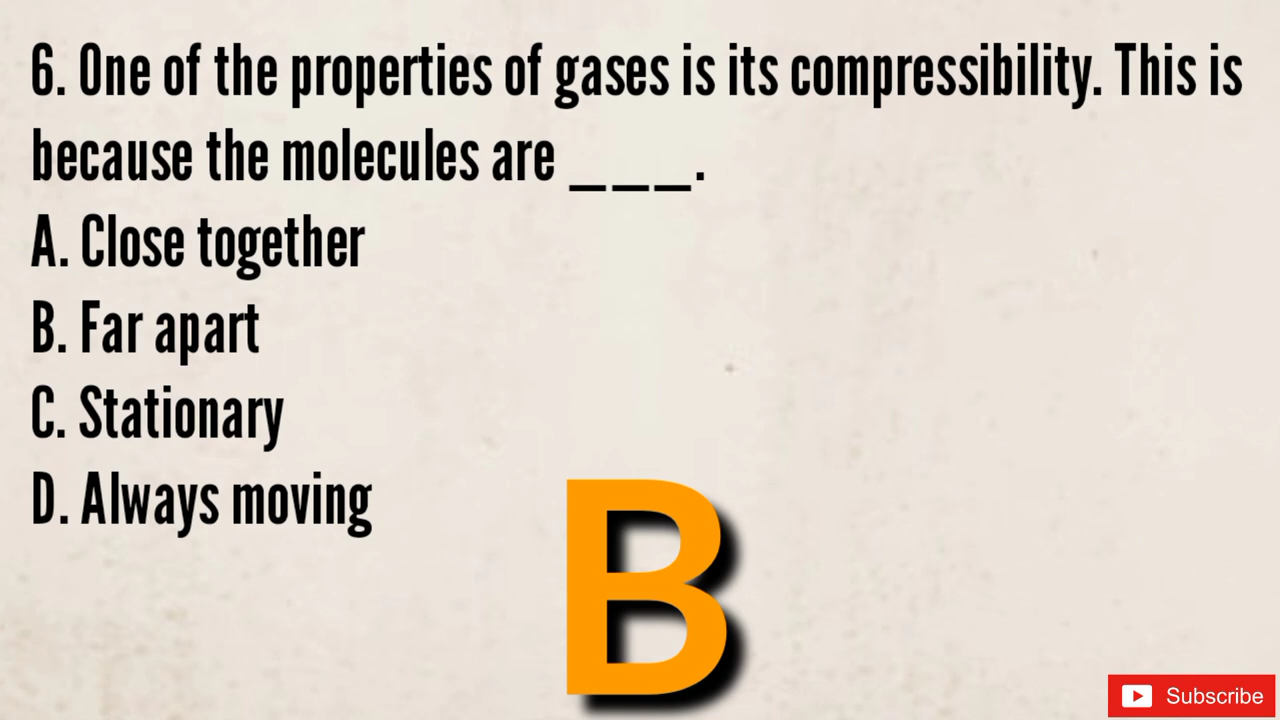 6. One of the properties of gases is its compressibility. This is
because the molecules are ___.
A. Close together
B. Far apart
C. Stationary
D. Always moving
B
Subscribe